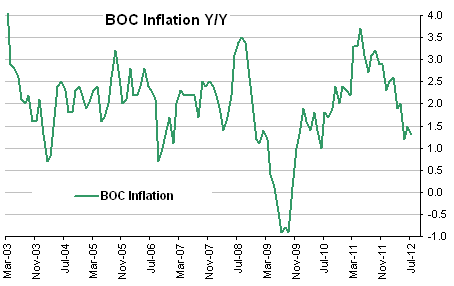 BOC Inflation Y/Y
4.0
3.5
3.0
2.5
2.0
1.5
1.0
0.5
0.0
-0.5
-1.0
BOC Inflation
Mar-03
Nov-03
Jul-04
Mar-05
Nov-05
Jul-06
Mar-07
Nov-07
Jul-08
Mar-09
Nov-09
Jul-10
Mar-11
Nov-11
Jul-12